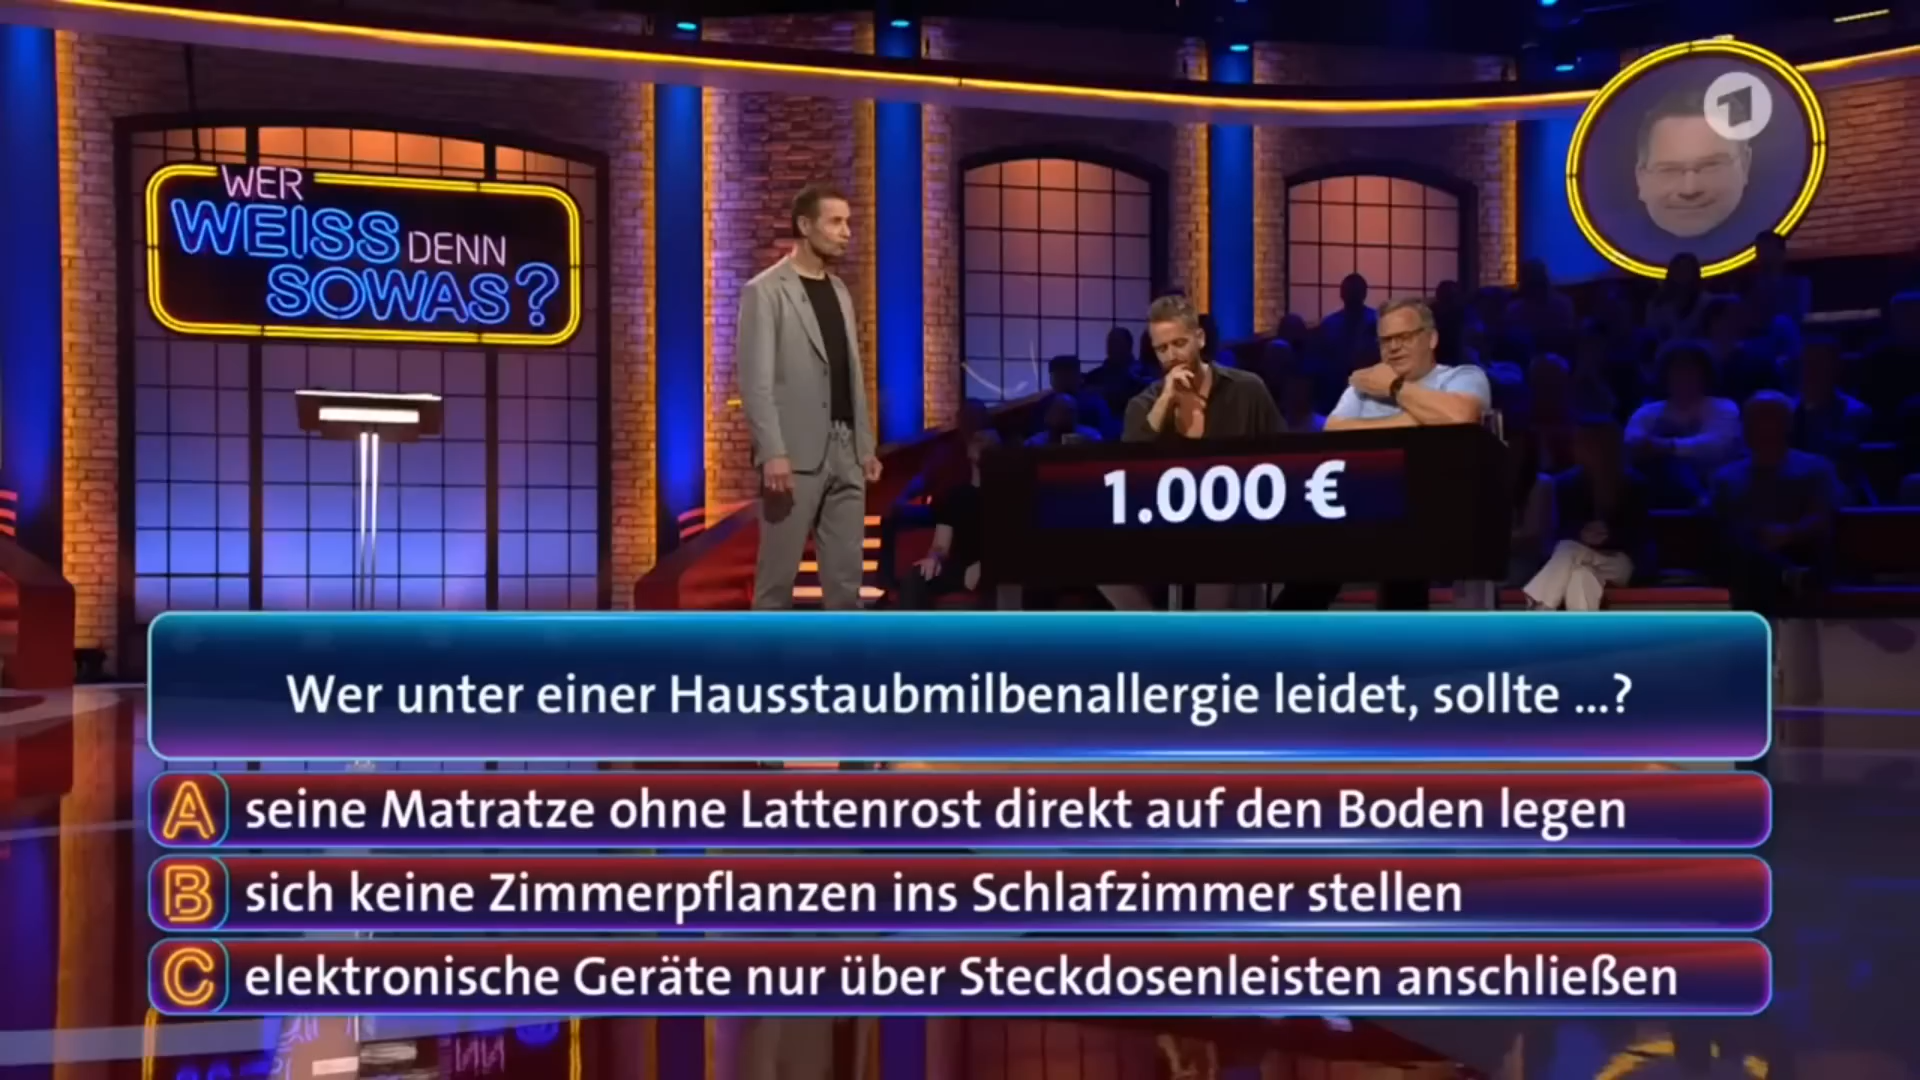 WER
WEISS DENN
SOWAS?
1.000 €
Wer unter einer Hausstaubmilbenallergie leidet, sollte ...?
A seine Matratze ohne Lattenrost direkt auf den Boden legen
B sich keine Zimmerpflanzen ins Schlafzimmer stellen
C elektronische Geräte nur über Steckdosenleisten anschließen